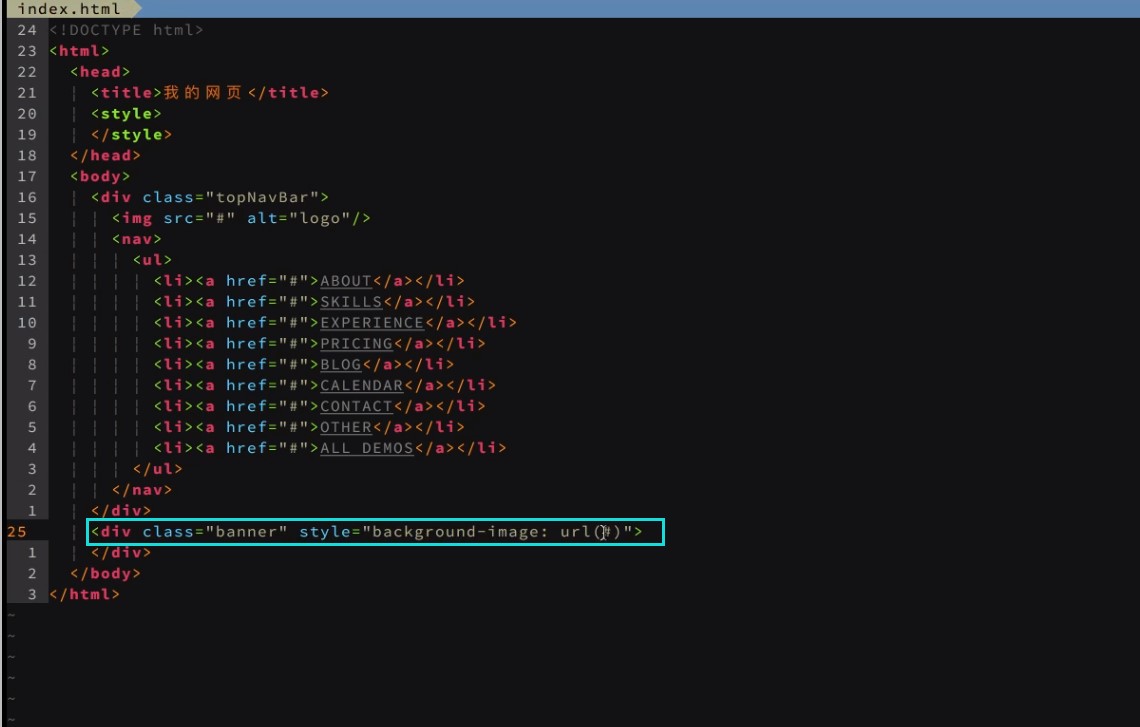 index.html
24 <!DOCTYPE html>
23 <html>
22   <head>
21     <title>我的网页</title>
20     <style>
19     </style>
18   </head>
17   <body>
16     <div class="topNavBar">
15       <img src="#" alt="logo"/>
14       <nav>
13         <ul>
12           <li><a href="#">ABOUT</a></li>
11           <li><a href="#">SKILLS</a></li>
10           <li><a href="#">EXPERIENCE</a></li>
9           <li><a href="#">PRICING</a></li>
8           <li><a href="#">BLOG</a></li>
7           <li><a href="#">CALENDAR</a></li>
6           <li><a href="#">CONTACT</a></li>
5           <li><a href="#">OTHER</a></li>
4           <li><a href="#">ALL DEMOS</a></li>
3         </ul>
2       </nav>
1     </div>
25     <div class="banner" style="background-image: url(#)">
1     </div>
2   </body>
3 </html>
~
~
~
~
~
~